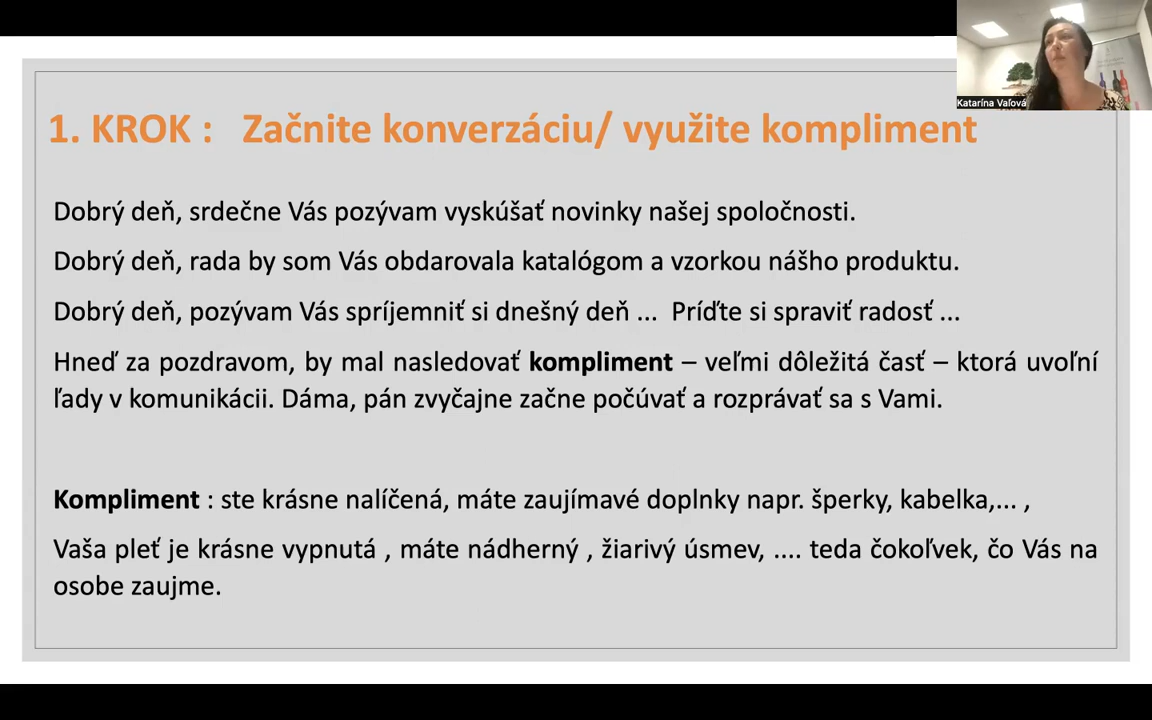 Katarína Vaľová
1. KROK : Začnite konverzáciu/ využite kompliment
Dobrý deň, srdečne Vás pozývam vyskúšať novinky našej spoločnosti.
Dobrý deň, rada by som Vás obdarovala katalógom a vzorkou nášho produktu.
Dobrý deň, pozývam Vás spríjemniť si dnešný deň ... Príďte si spraviť radosť ...
Hneď za pozdravom, by mal nasledovať kompliment – veľmi dôležitá časť – ktorá uvoľní
ľady v komunikácii. Dáma, pán zvyčajne začne počúvať a rozprávať sa s Vami.
Kompliment : ste krásne nalíčená, máte zaujímavé doplnky napr. šperky, kabelka,... ,
Vaša pleť je krásne vypnutá , máte nádherný , žiarivý úsmev, .... teda čokoľvek, čo Vás na
osobe zaujme.